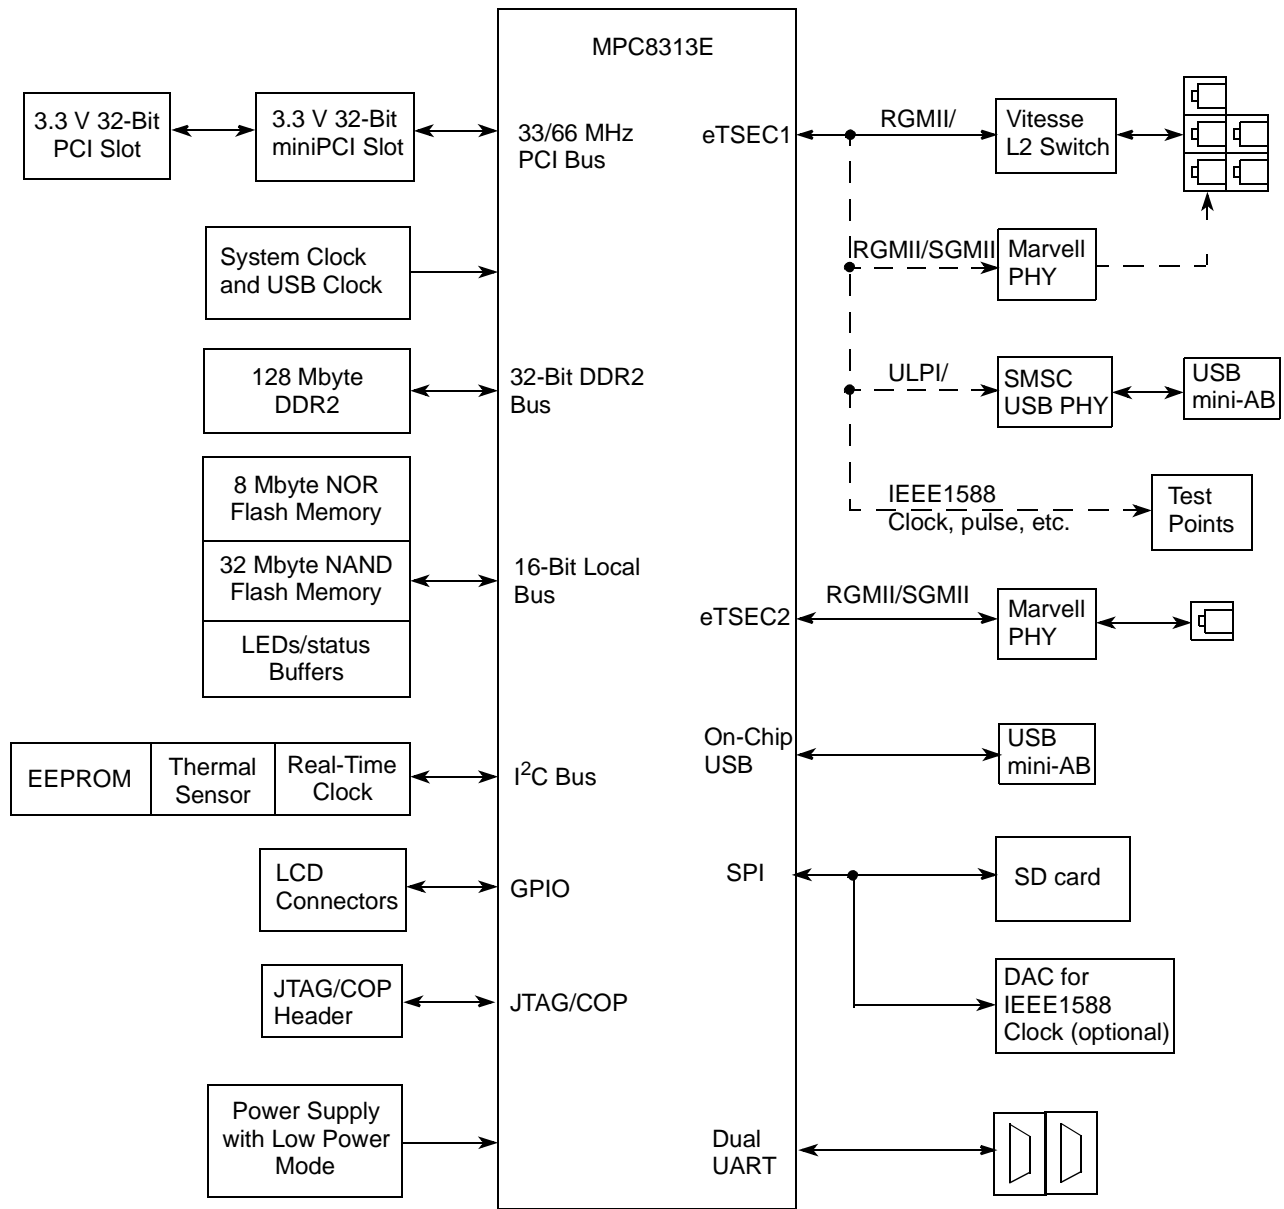 MPC8313E
3.3 V 32-Bit
PCI Slot
3.3 V 32-Bit
miniPCI Slot
33/66 MHz
PCI Bus
eTSEC1
RGMII/
Vitesse
L2 Switch
System Clock
and USB Clock
RGMII/SGMII
Marvell
PHY
128 Mbyte
DDR2
32-Bit DDR2
Bus
ULPI/
SMSC
USB PHY
USB
mini-AB
8 Mbyte NOR
Flash Memory
IEEE1588
Clock, pulse, etc.
Test
Points
32 Mbyte NAND
Flash Memory
16-Bit Local
Bus
LEDs/status
Buffers
eTSEC2
RGMII/SGMII
Marvell
PHY
EEPROM
Thermal
Sensor
Real-Time
Clock
I2C Bus
On-Chip
USB
USB
mini-AB
LCD
Connectors
GPIO
SPI
SD card
JTAG/COP
Header
JTAG/COP
DAC for
IEEE1588
Clock (optional)
Power Supply
with Low Power
Mode
Dual
UART